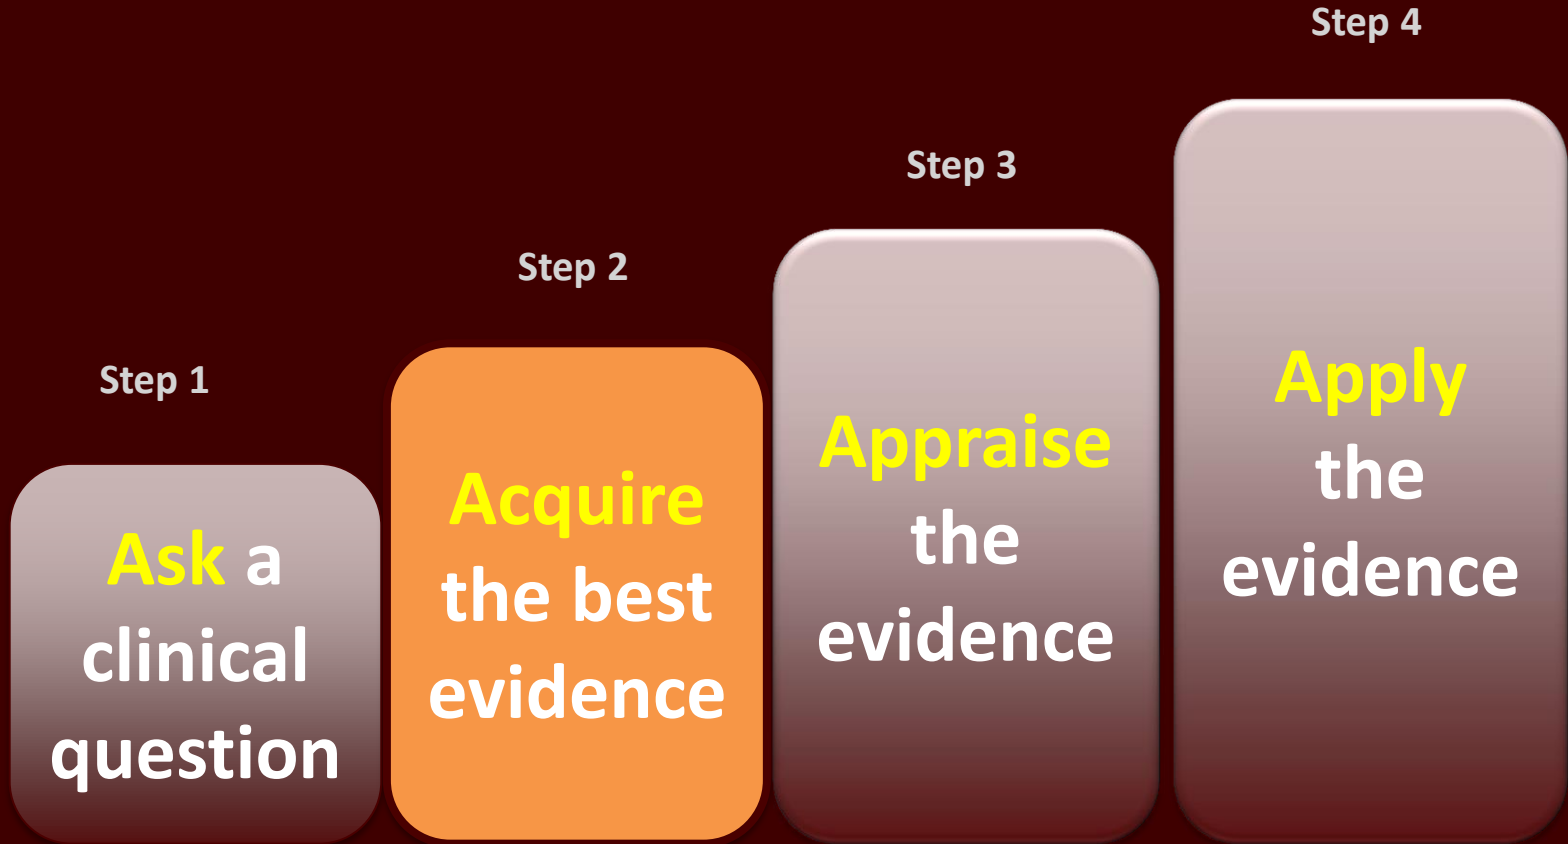 Step 1
Ask a
clinical
question
Step 2
Acquire
the best
evidence
Step 3
Appraise
the
evidence
Step 4
Apply
the
evidence